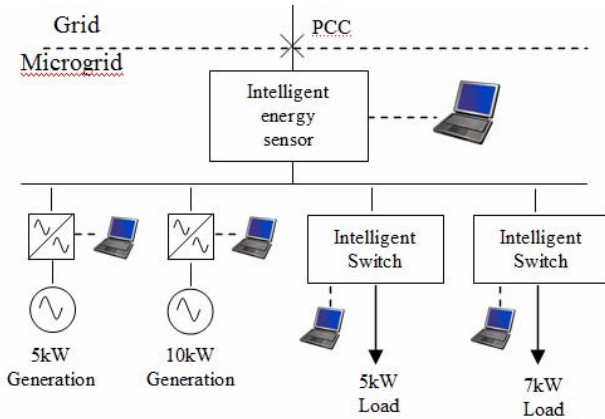 Grid
PCC
Microgrid
Intelligent
energy
sensor
Intelligent
Switch
Intelligent
Switch
5kW
Generation
10kW
Generation
5kW
Load
7kW
Load